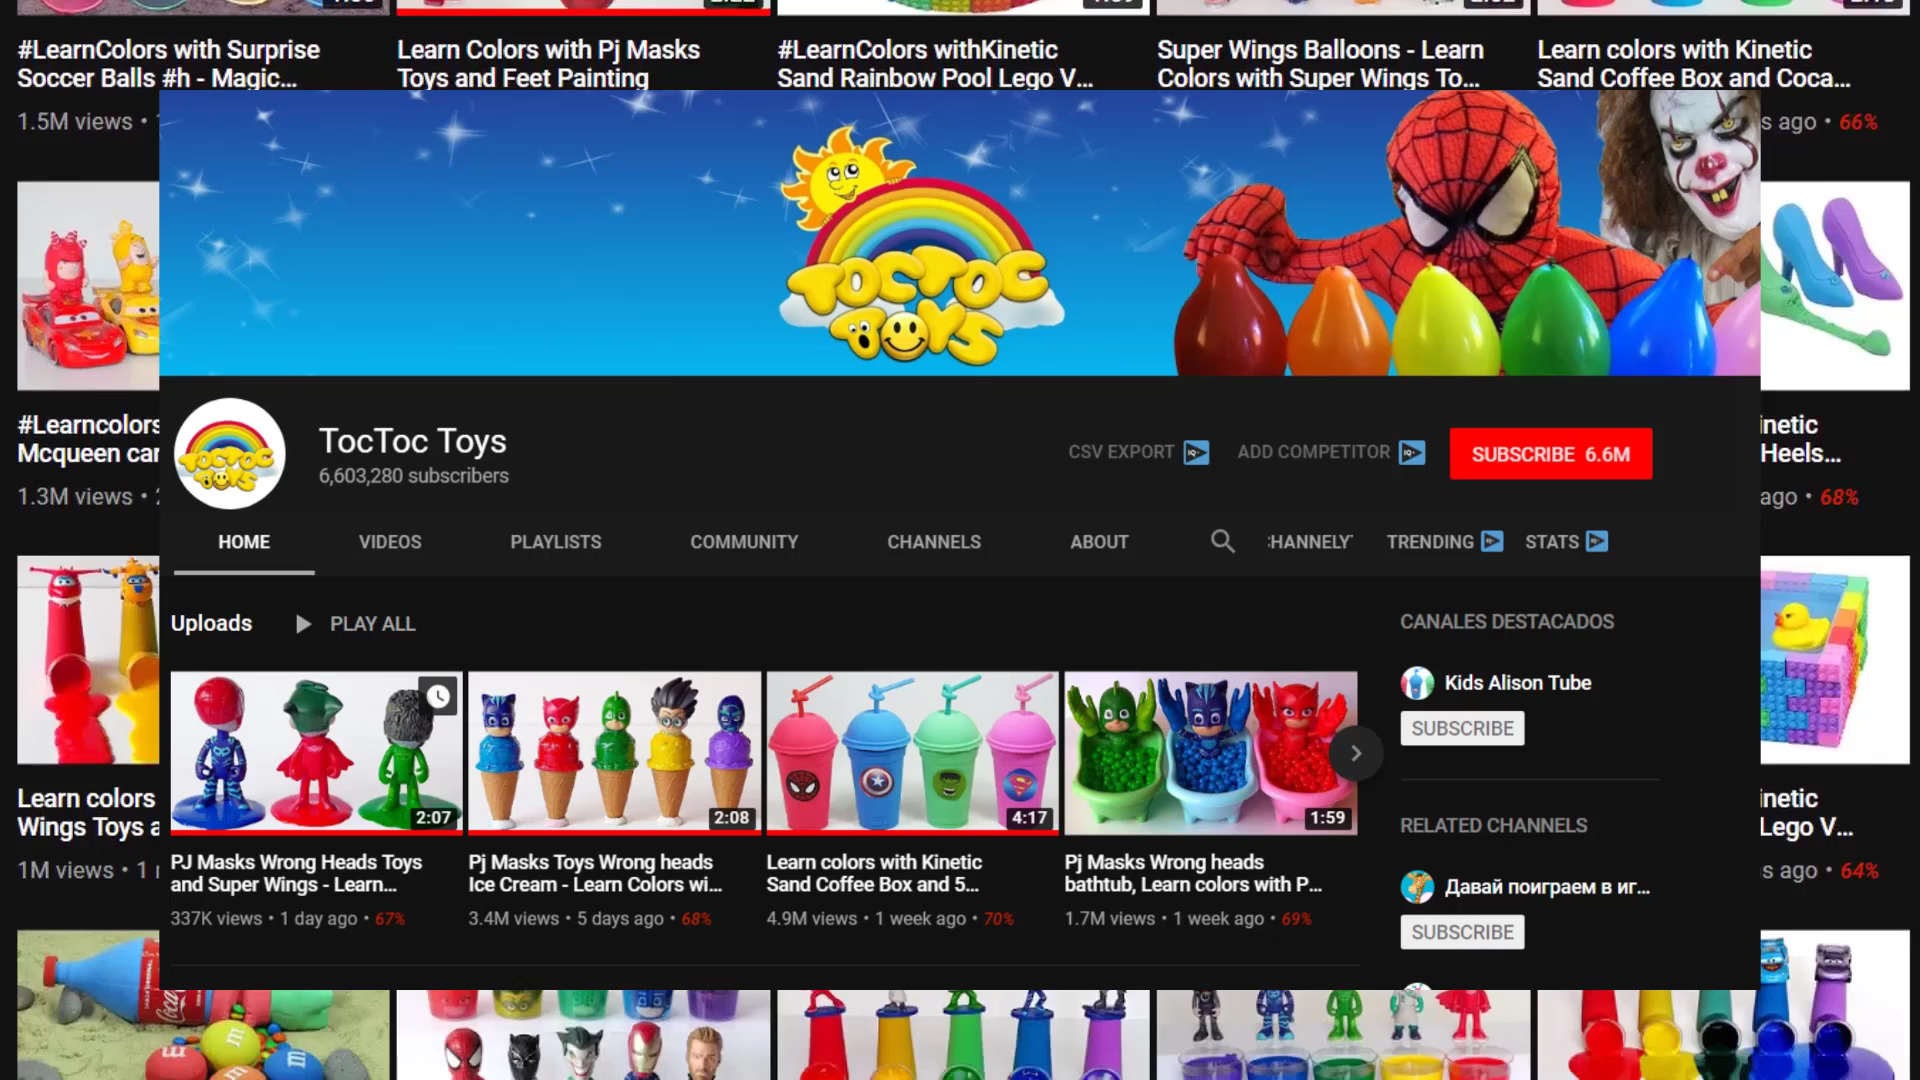 #LearnColors with Surprise
Soccer Balls #h - Magic...
1.5M views •
Learn Colors with Pj Masks
Toys and Feet Painting
#LearnColors withKinetic
Sand Rainbow Pool Lego V...
Super Wings Balloons - Learn
Colors with Super Wings To...
Learn colors with Kinetic
Sand Coffee Box and Coca...
s ago • 66%
TOCTOC
TOYS
TocToc Toys
6,603,280 subscribers
CSV EXPORT
ADD COMPETITOR
SUBSCRIBE 6.6M
HOME
VIDEOS
PLAYLISTS
COMMUNITY
CHANNELS
ABOUT
HANNELY
TRENDING
STATS
#Learncolors
Mcqueen car
1.3M views •
inetic
Heels...
ago • 68%
Uploads
PLAY ALL
2:07
PJ Masks Wrong Heads Toys
and Super Wings - Learn...
337K views • 1 day ago • 67%
2:08
Pj Masks Toys Wrong heads
Ice Cream - Learn Colors wi...
3.4M views • 5 days ago • 68%
4:17
Learn colors with Kinetic
Sand Coffee Box and 5...
4.9M views • 1 week ago • 70%
1:59
Pj Masks Wrong heads
bathtub, Learn colors with P...
1.7M views • 1 week ago • 69%
CANALES DESTACADOS
Kids Alison Tube
SUBSCRIBE
RELATED CHANNELS
Давай поиграем в иг...
SUBSCRIBE
Learn colors
Wings Toys a
1M views • 1
inetic
Lego V...
s ago • 64%